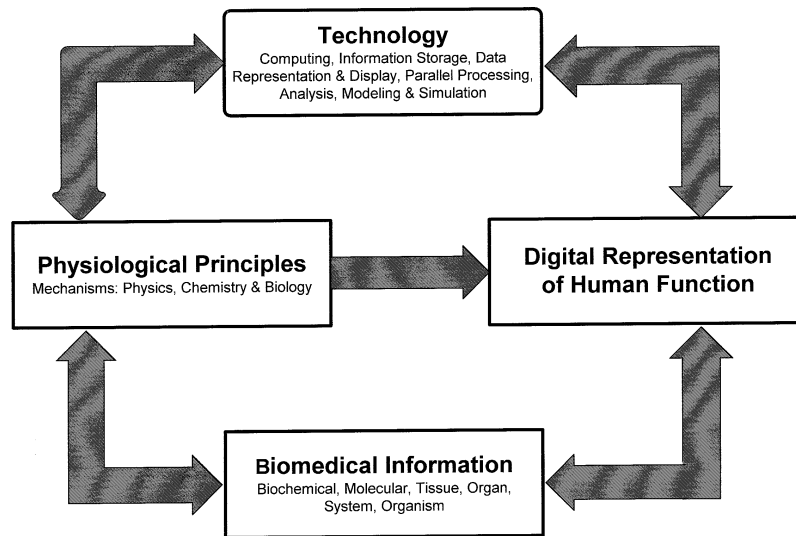 Technology
Computing, Information Storage, Data
Representation & Display, Parallel Processing,
Analysis, Modeling & Simulation
Physiological Principles
Mechanisms: Physics, Chemistry & Biology
Digital Representation
of Human Function
Biomedical Information
Biochemical, Molecular, Tissue, Organ,
System, Organism